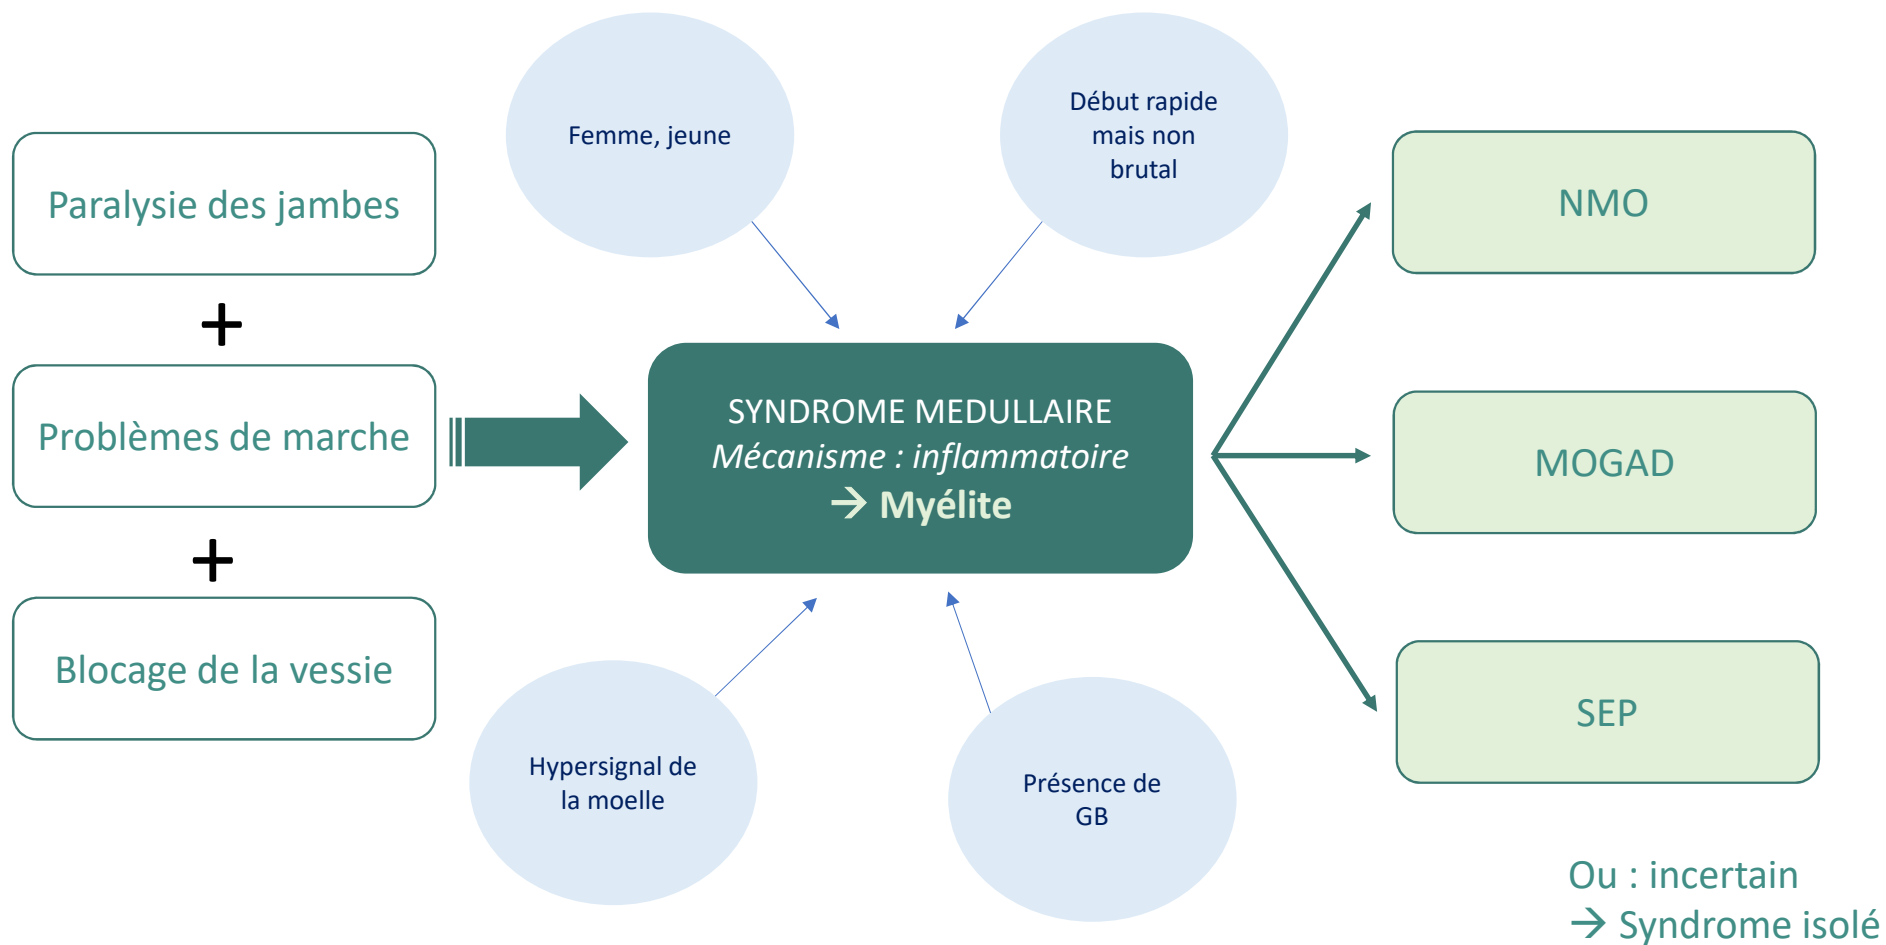 Paralysie des jambes
+
Problèmes de marche
+
Blocage de la vessie
Femme, jeune
Début rapide
mais non
brutal
SYNDROME MEDULLAIRE
Mécanisme : inflammatoire
→ Myélite
Hypersignal de
la moelle
Présence de
GB
NMO
MOGAD
SEP
Ou : incertain
→ Syndrome isolé